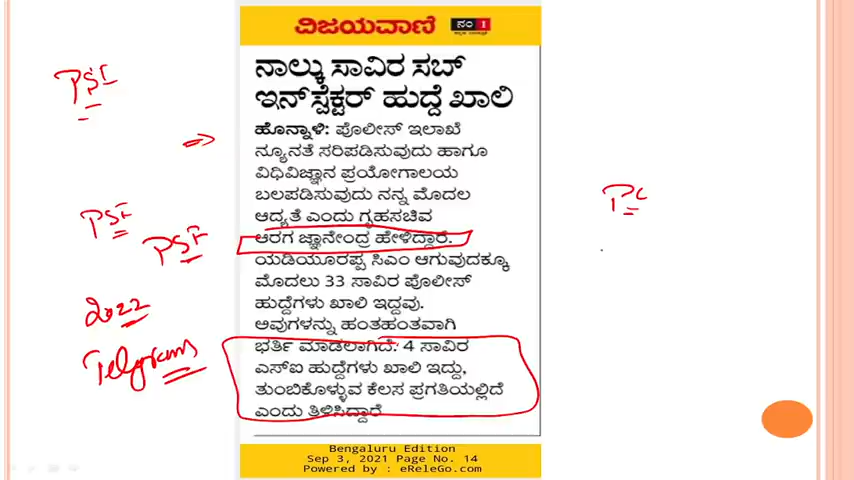 ವಿಜಯವಾಣಿ ನಂ 1
ನಾಲ್ಕು ಸಾವಿರ ಸಬ್
ಇನ್‌ಸ್ಪೆಕ್ಟರ್ ಹುದ್ದೆ ಖಾಲಿ
ಹೊನ್ನಾಳಿ: ಪೊಲೀಸ್ ಇಲಾಖೆ
ನ್ಯೂನತೆ ಸರಿಪಡಿಸುವುದು ಹಾಗೂ
ವಿಧಿವಿಜ್ಞಾನ ಪ್ರಯೋಗಾಲಯ
ಬಲಪಡಿಸುವುದು ನನ್ನ ಮೊದಲ
ಆದ್ಯತೆ ಎಂದು ಗೃಹಸಚಿವ
ಆರಗ ಜ್ಞಾನೇಂದ್ರ ಹೇಳಿದ್ದಾರೆ.
ಯಡಿಯೂರಪ್ಪ ಸಿಎಂ ಆಗುವುದಕ್ಕೂ
ಮೊದಲು 33 ಸಾವಿರ ಪೊಲೀಸ್
ಹುದ್ದೆಗಳು ಖಾಲಿ ಇದ್ದವು.
ಅವುಗಳನ್ನು ಹಂತಹಂತವಾಗಿ
ಭರ್ತಿ ಮಾಡಲಾಗಿದೆ. 4 ಸಾವಿರ
ಎಸ್‌ಐ ಹುದ್ದೆಗಳು ಖಾಲಿ ಇದ್ದು,
ತುಂಬಿಕೊಳ್ಳುವ ಕೆಲಸ ಪ್ರಗತಿಯಲ್ಲಿದೆ
ಎಂದು ತಿಳಿಸಿದ್ದಾರೆ
Bengaluru Edition
Sep 3, 2021 Page No. 14
Powered by : eReleGo.com
PSI
PSI
PSI
2022
Telgram
PC